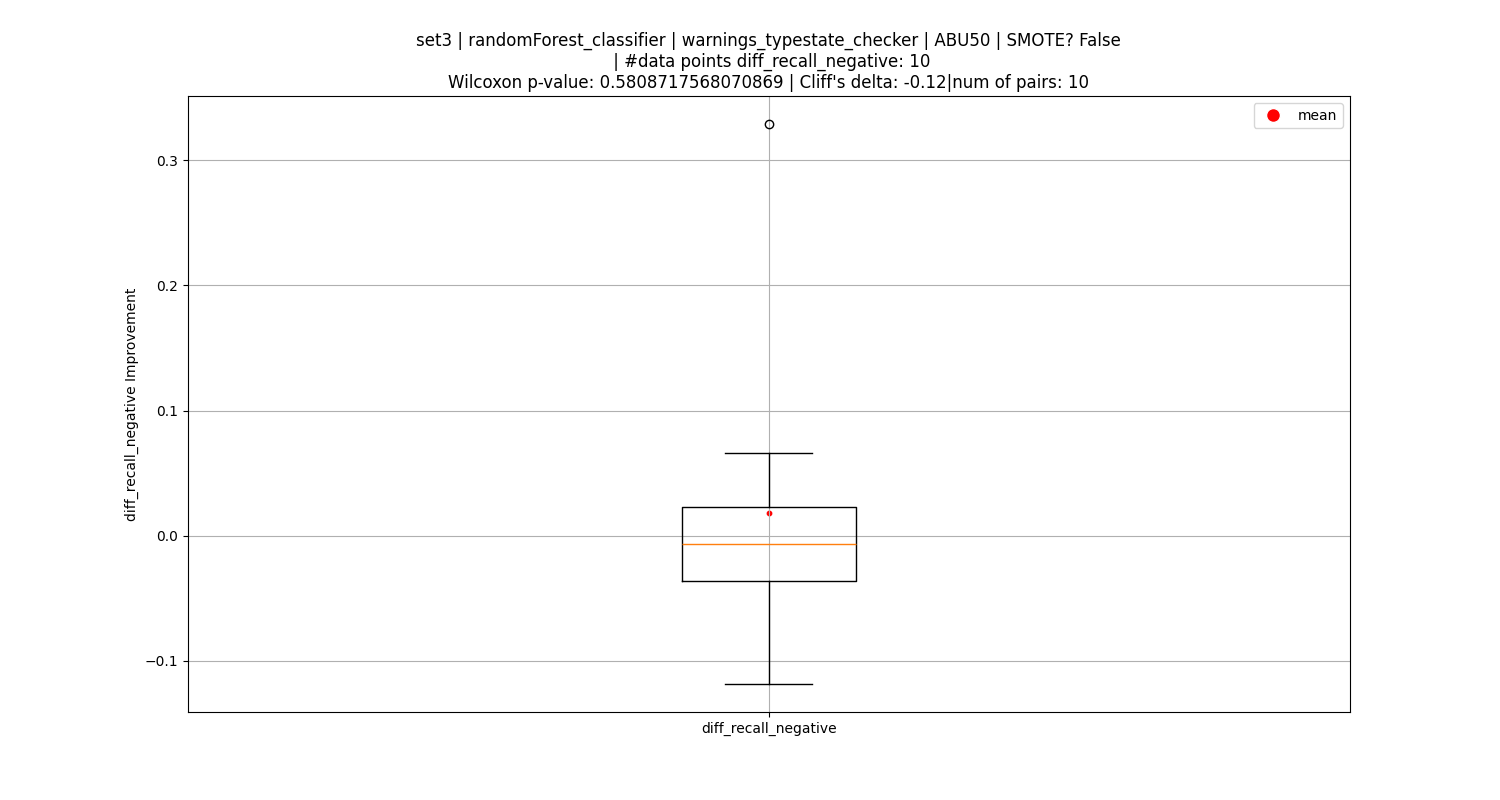 set3 | randomForest_classifier | warnings_typestate_checker | ABU50 | SMOTE? False
| #data points diff_recall_negative: 10
Wilcoxon p-value: 0.5808717568070869 | Cliff's delta: -0.12|num of pairs: 10
mean
0.3
0.2
0.1
0.0
−0.1
diff_recall_negative Improvement
diff_recall_negative